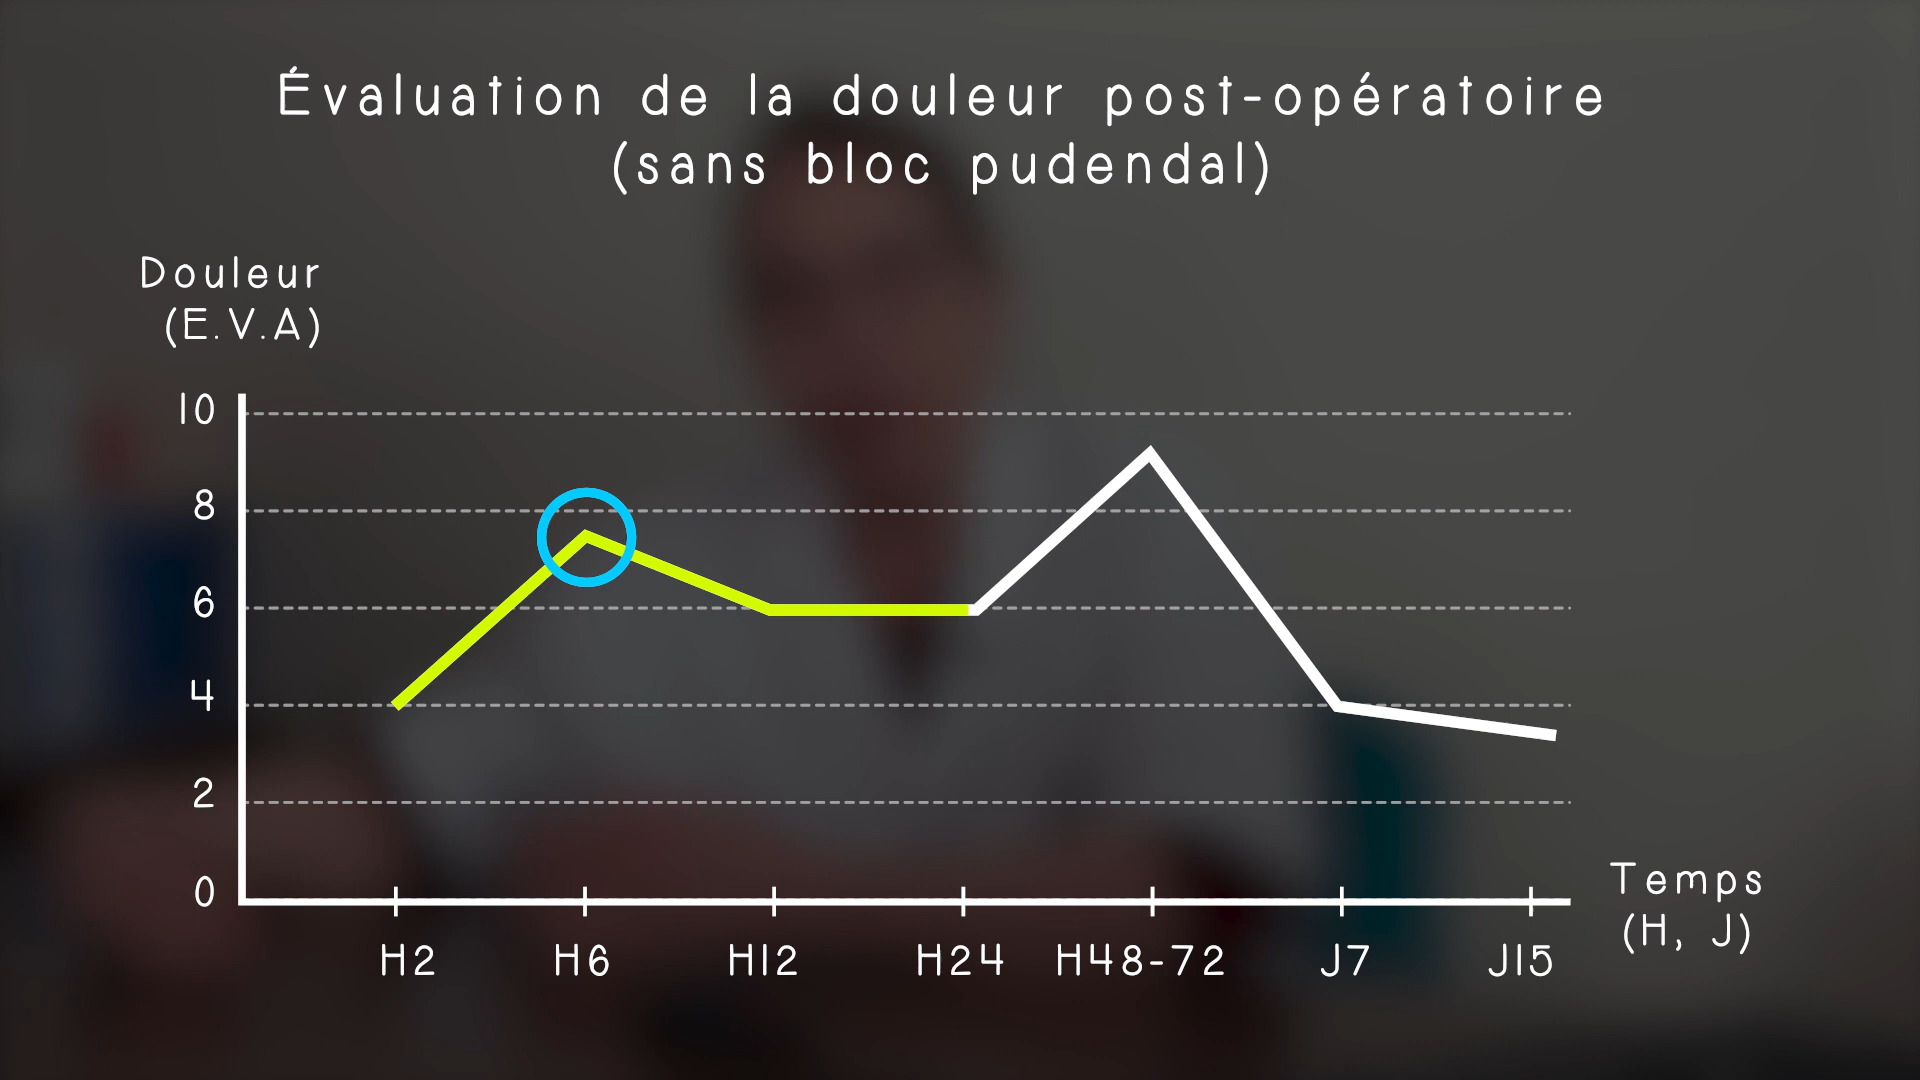 Évaluation de la douleur post-opératoire
(sans bloc pudendal)
Douleur
(E.V.A)
10
8
6
4
2
0
H2
H6
H12
H24
H48-72
J7
J15
Temps
(H, J)